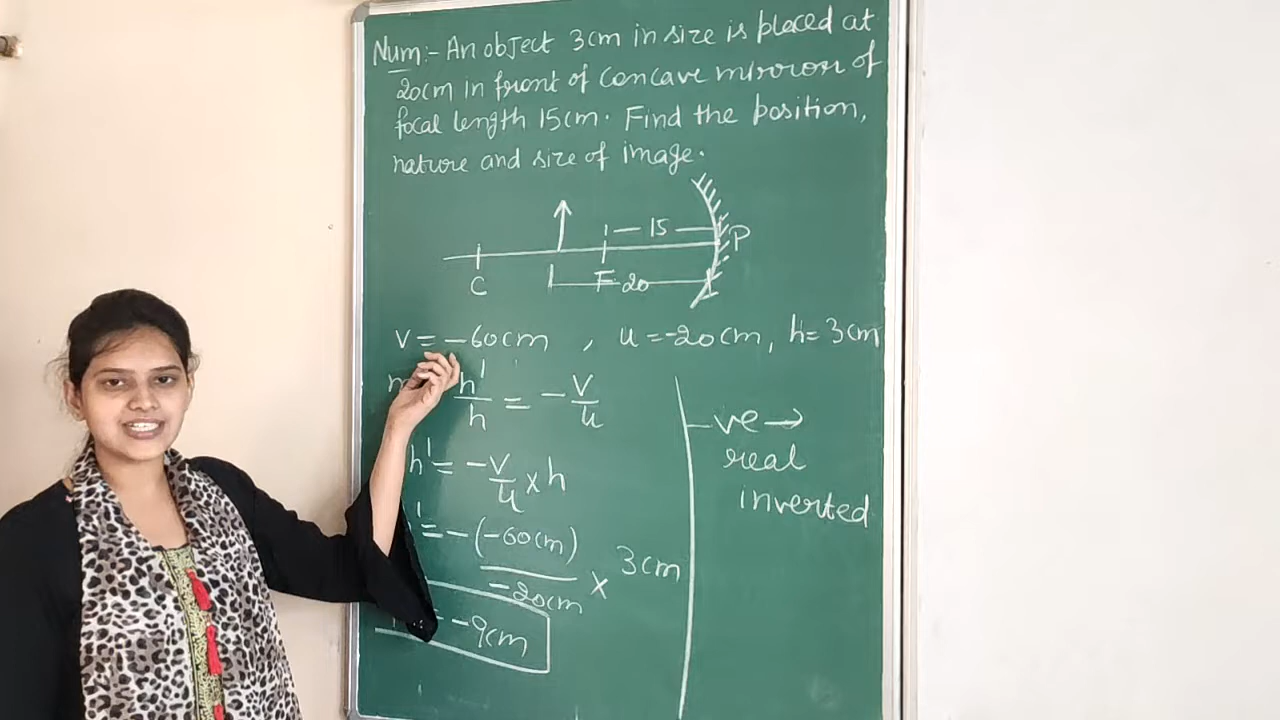 Num:- An object 3cm in size is placed at
20cm in front of concave mirror of
focal length 15cm. Find the position,
nature and size of image.
15
P
C
F
20
v = -60cm , u = -20cm, h = 3cm
m h'/h = - v/u
h' = - v/u × h
' = - (-60cm)/-20cm × 3cm
= -9cm
-ve →
real
inverted